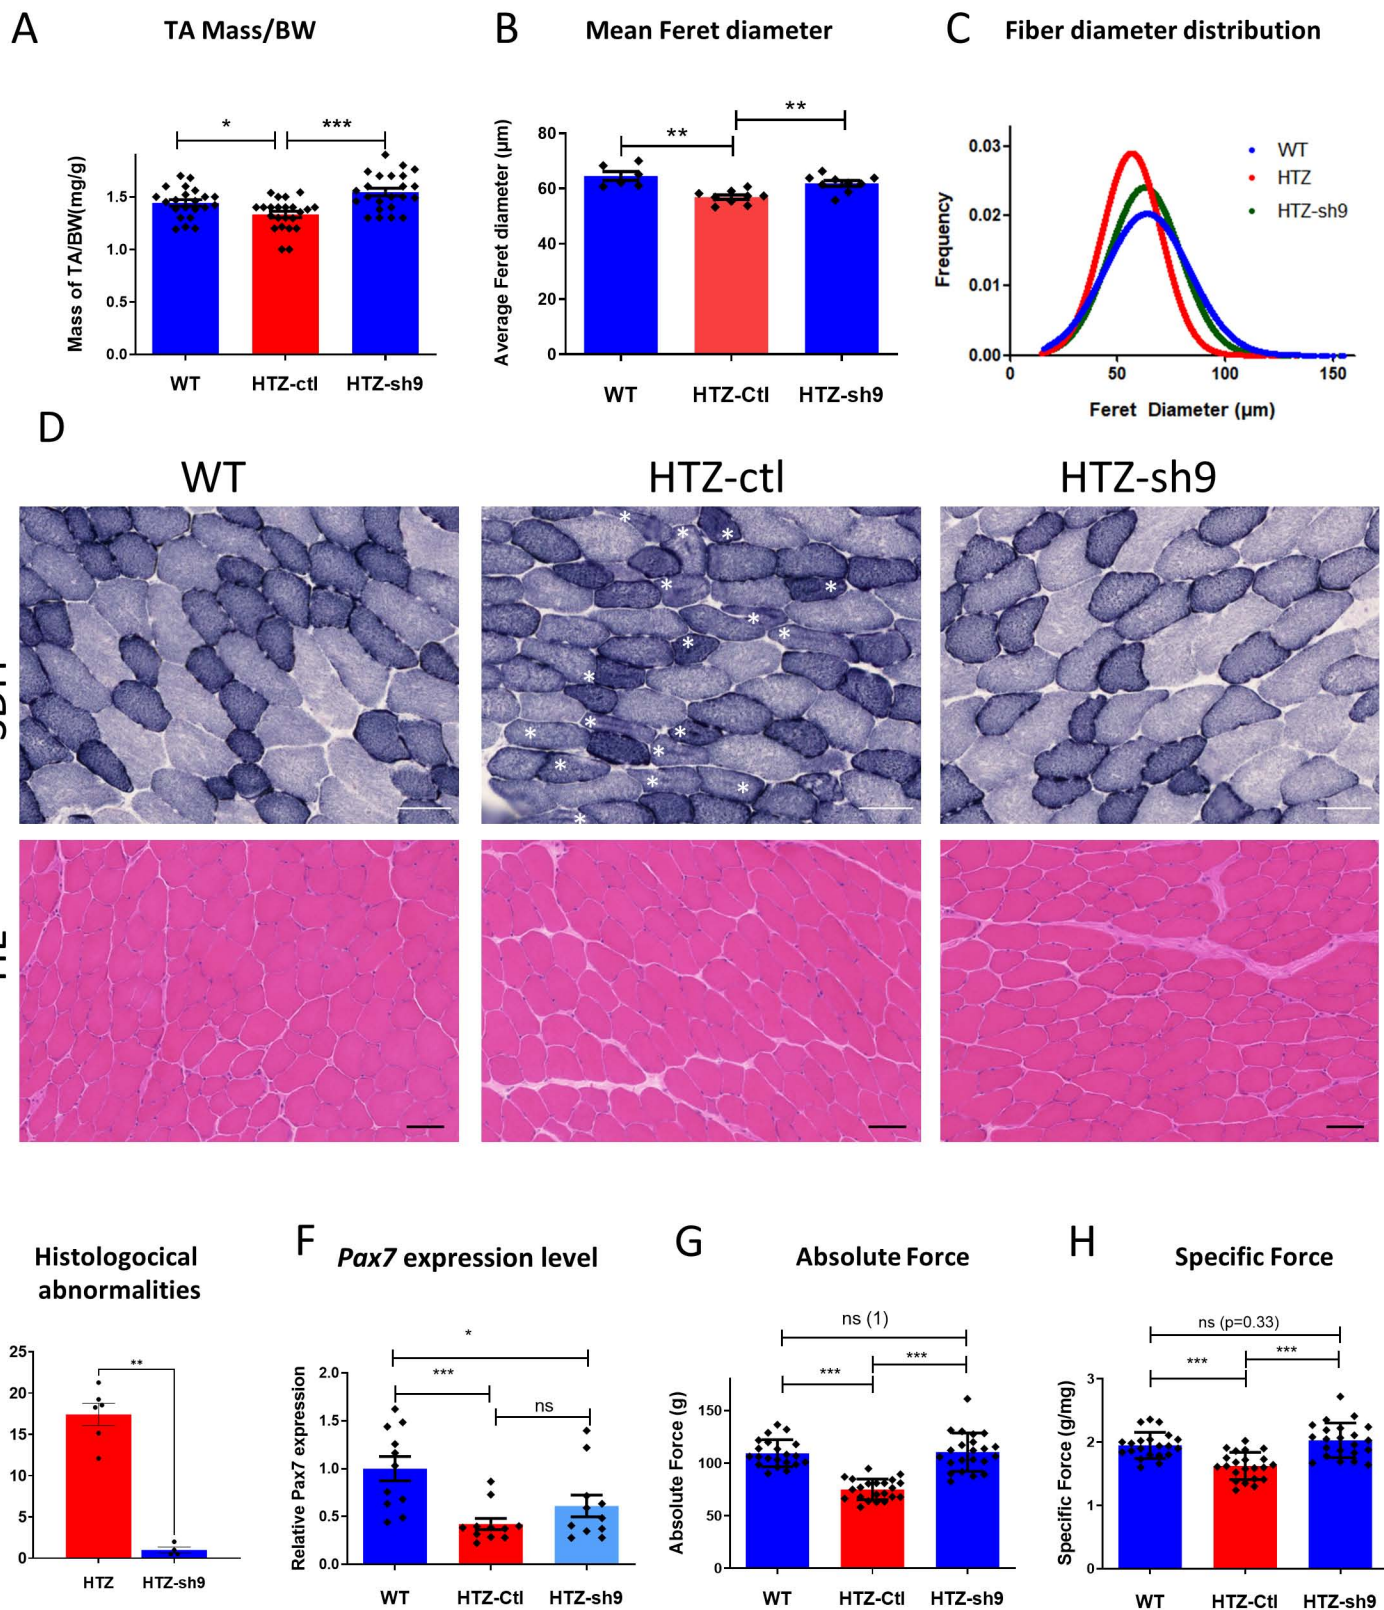 A
TA Mass/BW
B
Mean Feret diameter
C
Fiber diameter distribution
*
***
Mass of TA/BW(mg/g)
1.5
1.0
0.5
0.0
WT
HTZ-ctl
HTZ-sh9
**
**
Average Feret diameter (µm)
80
60
40
20
0
WT
HTZ-Ctl
HTZ-sh9
Frequency
0.03
0.02
0.01
0.00
0
50
100
150
Feret Diameter (µm)
WT
HTZ
HTZ-sh9
D
WT
HTZ-ctl
HTZ-sh9
* * * * * * * * * * * * * * * * *
Histologocical
abnormalities
25
20
15
10
5
0
**
HTZ
HTZ-sh9
F
Pax7 expression level
*
***
ns
Relative Pax7 expression
2.0
1.5
1.0
0.5
0.0
WT
HTZ-Ctl
HTZ-sh9
G
Absolute Force
ns (1)
***
***
Absolute Force (g)
150
100
50
0
WT
HTZ-Ctl
HTZ-sh9
H
Specific Force
ns (p=0.33)
***
***
Specific Force (g/mg)
3
2
1
0
WT
HTZ-Ctl
HTZ-sh9